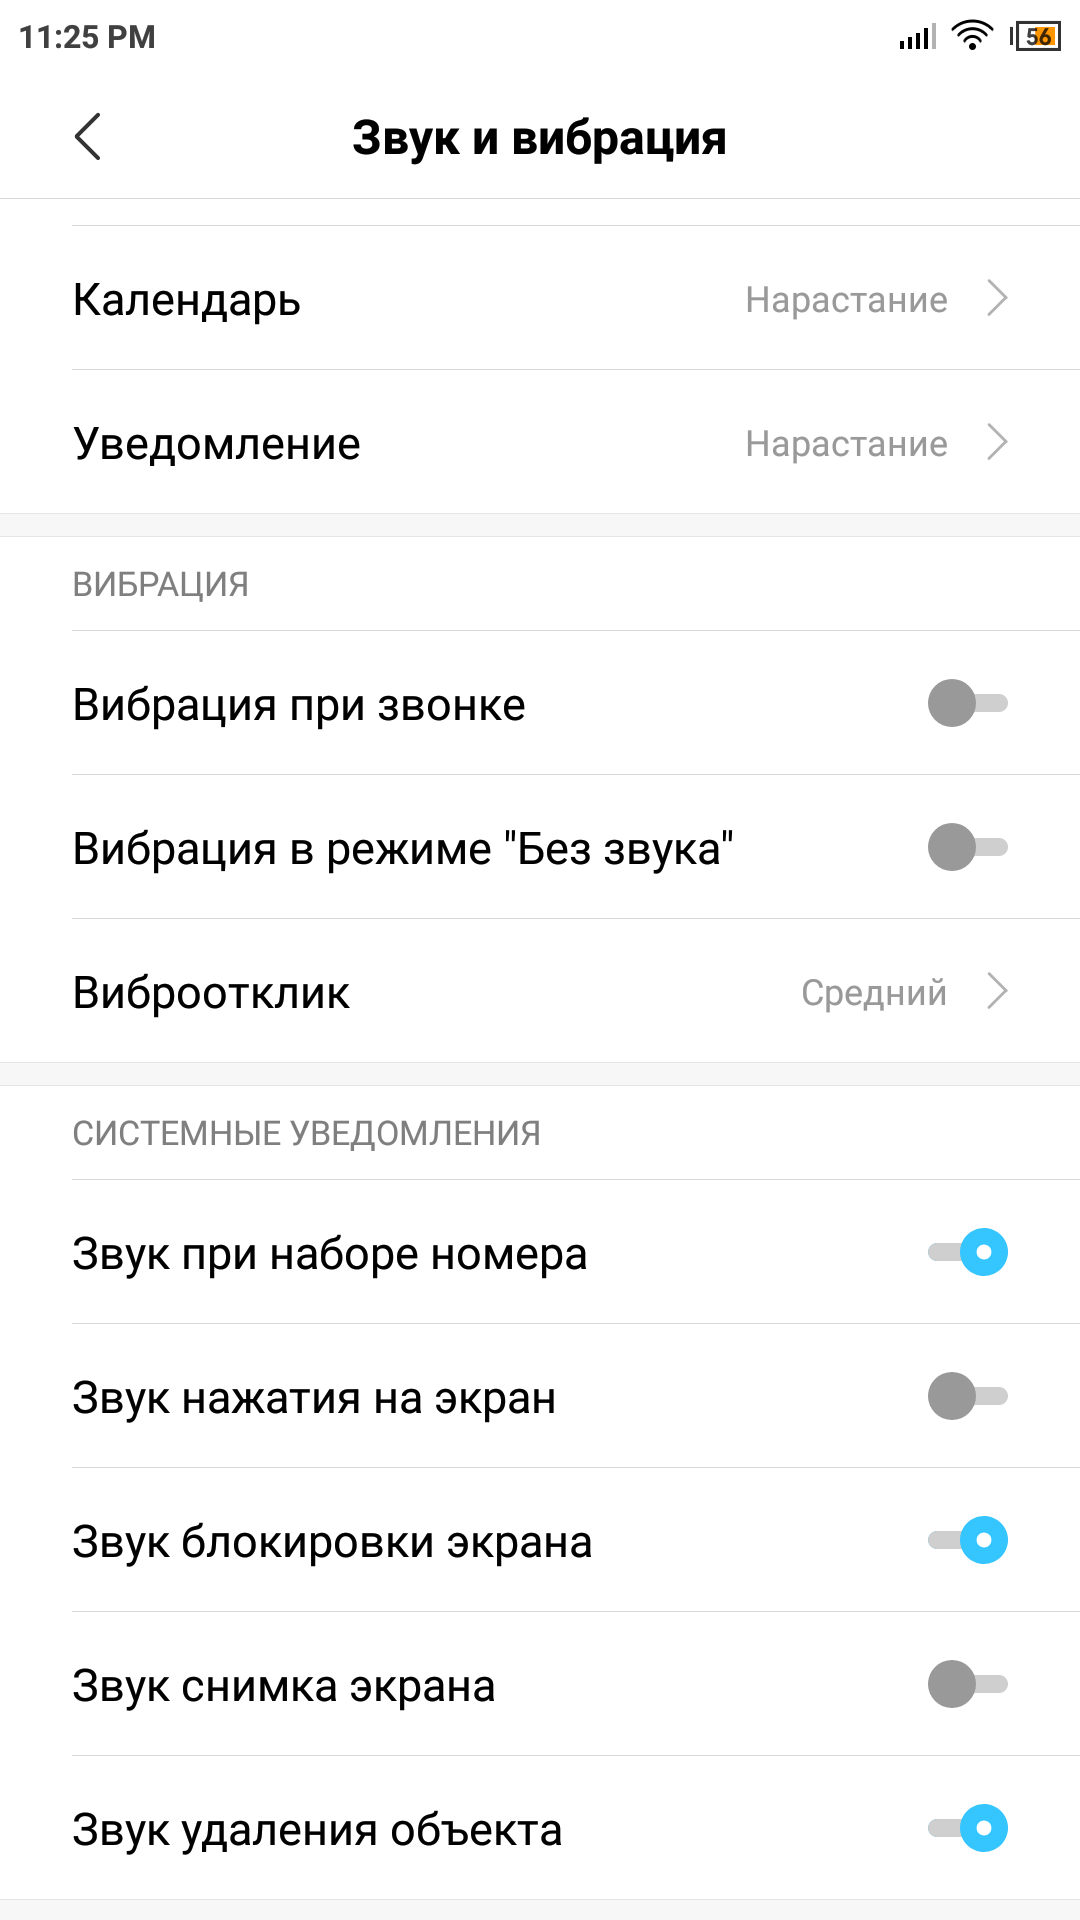 11:25 PM
56
Звук и вибрация
Календарь
Нарастание
Уведомление
Нарастание
ВИБРАЦИЯ
Вибрация при звонке
Вибрация в режиме "Без звука"
Виброотклик
Средний
СИСТЕМНЫЕ УВЕДОМЛЕНИЯ
Звук при наборе номера
Звук нажатия на экран
Звук блокировки экрана
Звук снимка экрана
Звук удаления объекта